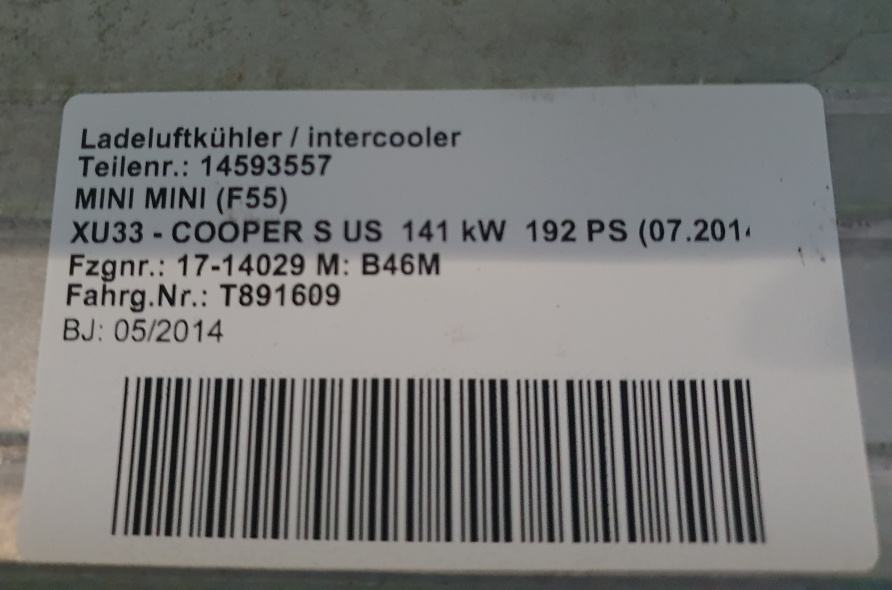 Ladeluftkühler / intercooler
Teilenr.: 14593557
MINI MINI (F55)
XU33 - COOPER S US 141 kW 192 PS (07.201
Fzgnr.: 17-14029 M: B46M
Fahrg.Nr.: T891609
BJ: 05/2014